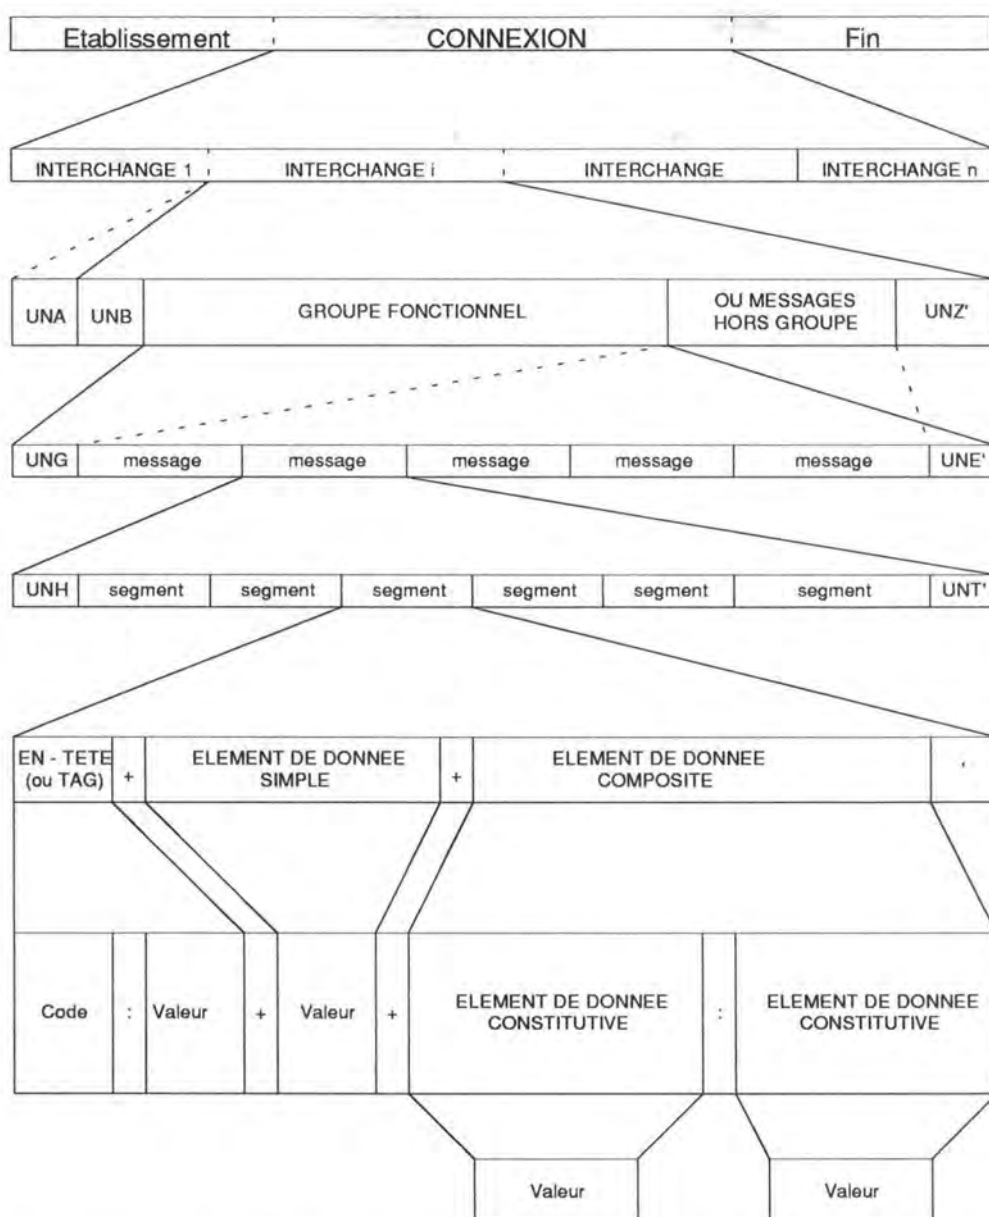 Etablissement CONNEXION Fin
INTERCHANGE 1 INTERCHANGE i INTERCHANGE INTERCHANGE n
UNA UNB GROUPE FONCTIONNEL OU MESSAGES HORS GROUPE UNZ'
UNG message message message message message UNE'
UNH segment segment segment segment segment UNT'
EN - TETE (ou TAG) + ELEMENT DE DONNEE SIMPLE + ELEMENT DE DONNEE COMPOSITE '
Code : Valeur + Valeur + ELEMENT DE DONNEE CONSTITUTIVE : ELEMENT DE DONNEE CONSTITUTIVE
Valeur Valeur